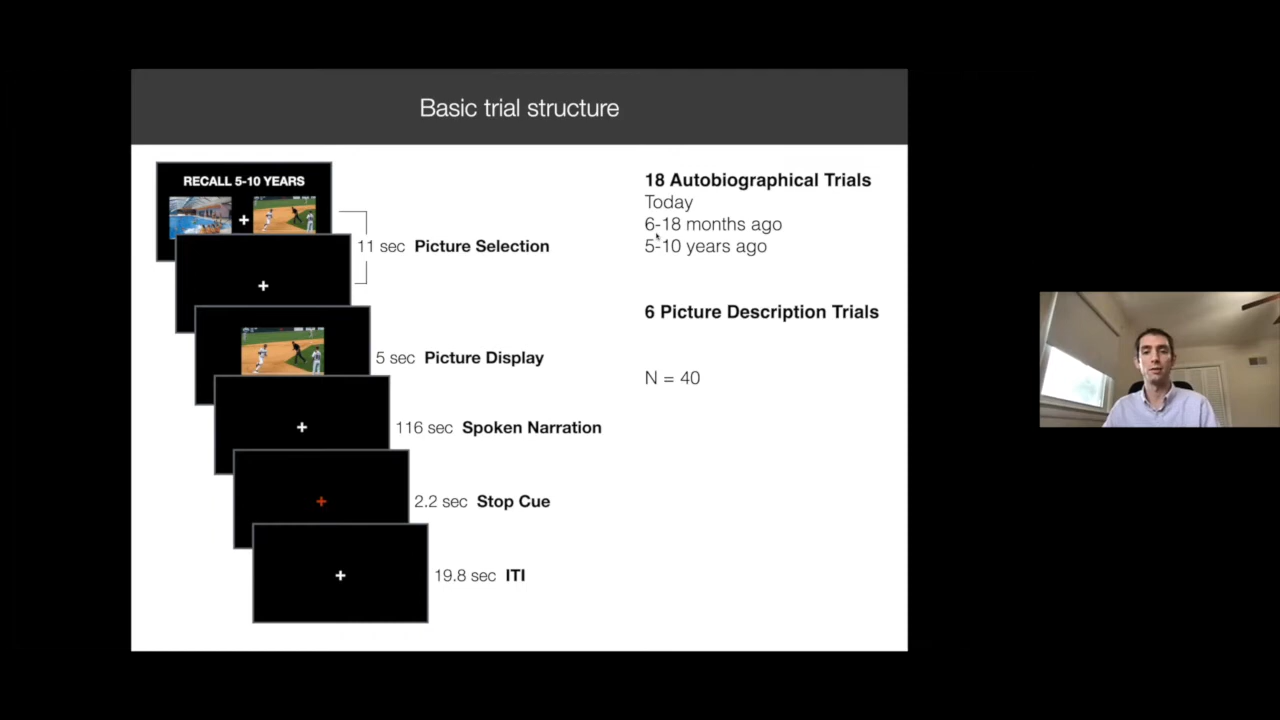 Basic trial structure
RECALL 5-10 YEARS
11 sec Picture Selection
5 sec Picture Display
116 sec Spoken Narration
2.2 sec Stop Cue
19.8 sec ITI
18 Autobiographical Trials
Today
6-18 months ago
5-10 years ago
6 Picture Description Trials
N = 40